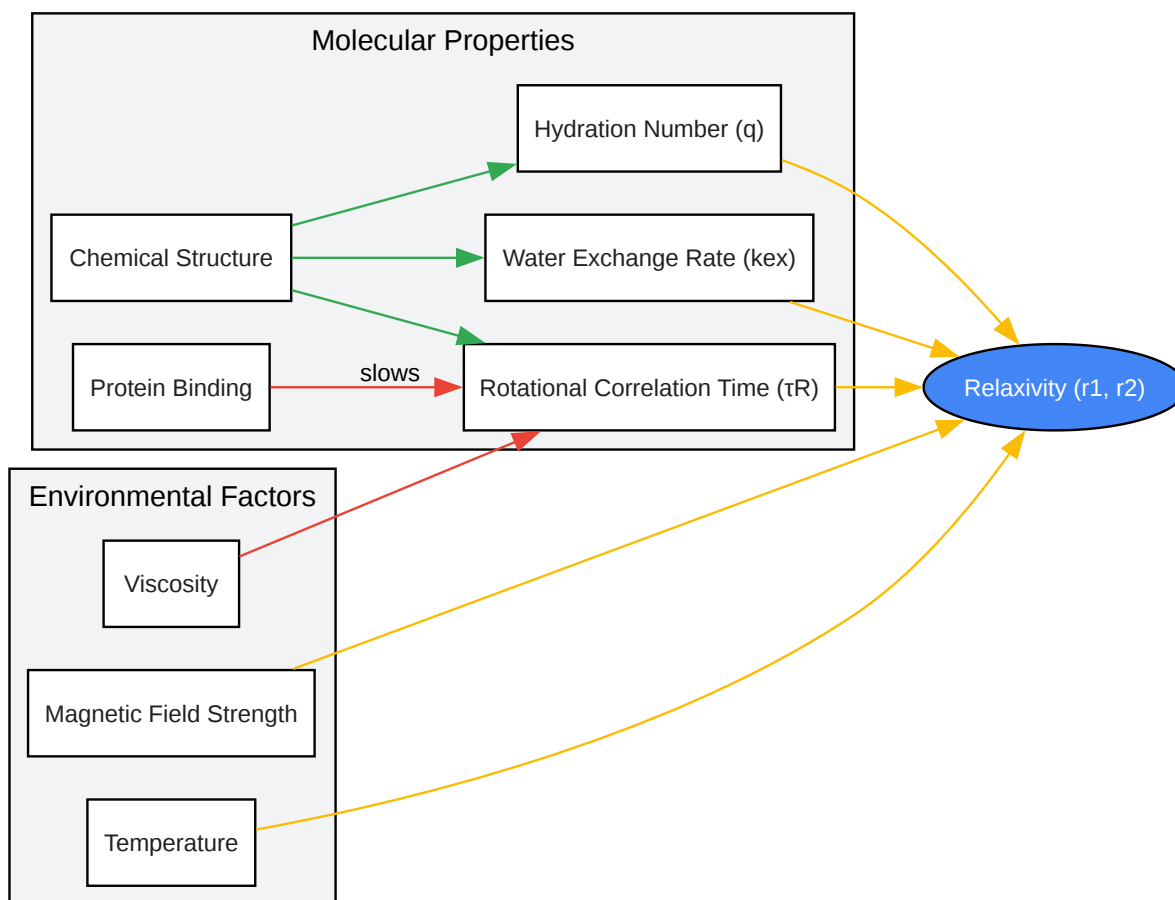 Molecular Properties
Hydration Number (q)
Chemical Structure
Water Exchange Rate (kex)
Protein Binding
slows
Rotational Correlation Time (τR)
Relaxivity (r1, r2)
Environmental Factors
Viscosity
Magnetic Field Strength
Temperature